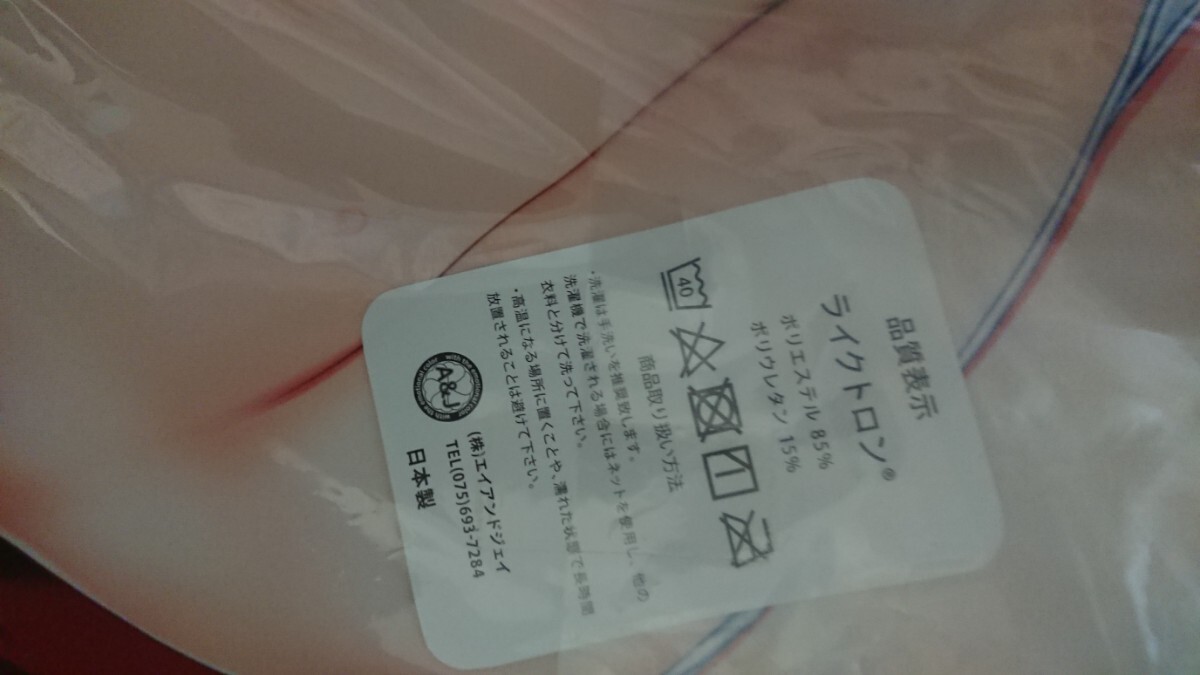 品質表示
ライクトロン®
ポリエステル 85%
ポリウレタン 15%
40
商品取り扱い方法
・洗濯は手洗いを推奨致します。
洗濯機で洗濯される場合にはネットを使用し、他の
衣料と分けて洗って下さい。
・高温になる場所に置くことや、濡れた状態で長時間
放置されることは避けて下さい。
A&J
(株)エイアンドジェイ
TEL(075)693-7284
日本製